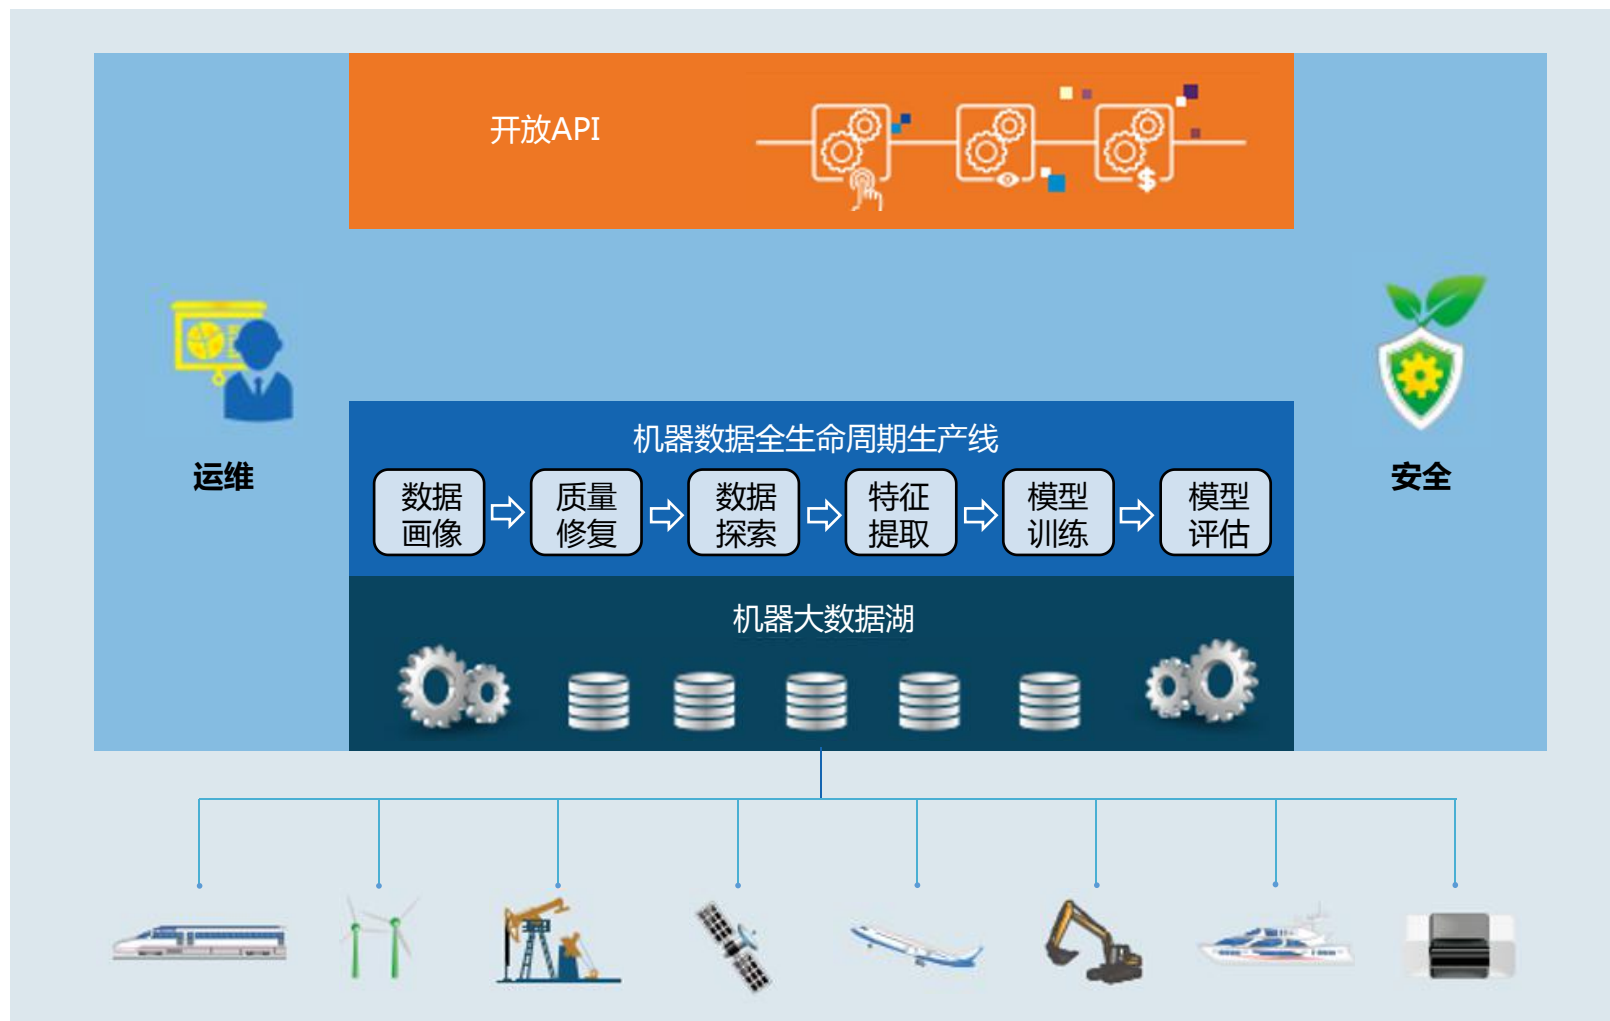 开放API
运维
安全
机器数据全生命周期生产线
数据
画像
质量
修复
数据
探索
特征
提取
模型
训练
模型
评估
机器大数据湖